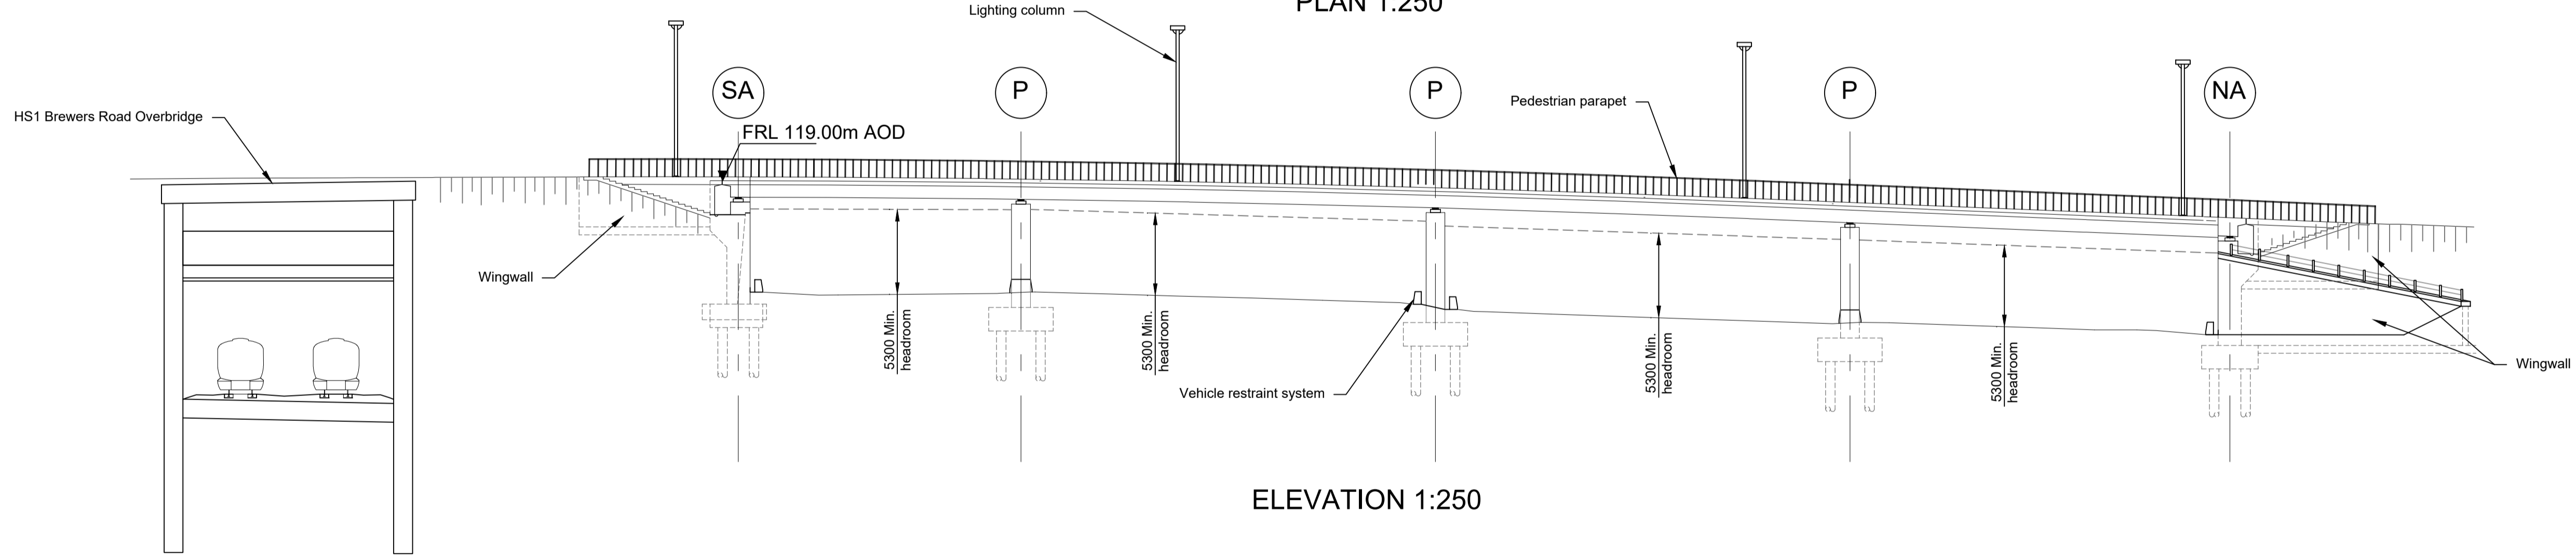 PLAN 1:250
Lighting column
SA
P
P
P
NA
Pedestrian parapet
HS1 Brewers Road Overbridge
FRL 119.00m AOD
Wingwall
5300 Min.
headroom
5300 Min.
headroom
5300 Min.
headroom
5300 Min.
headroom
Vehicle restraint system
Wingwall
ELEVATION 1:250